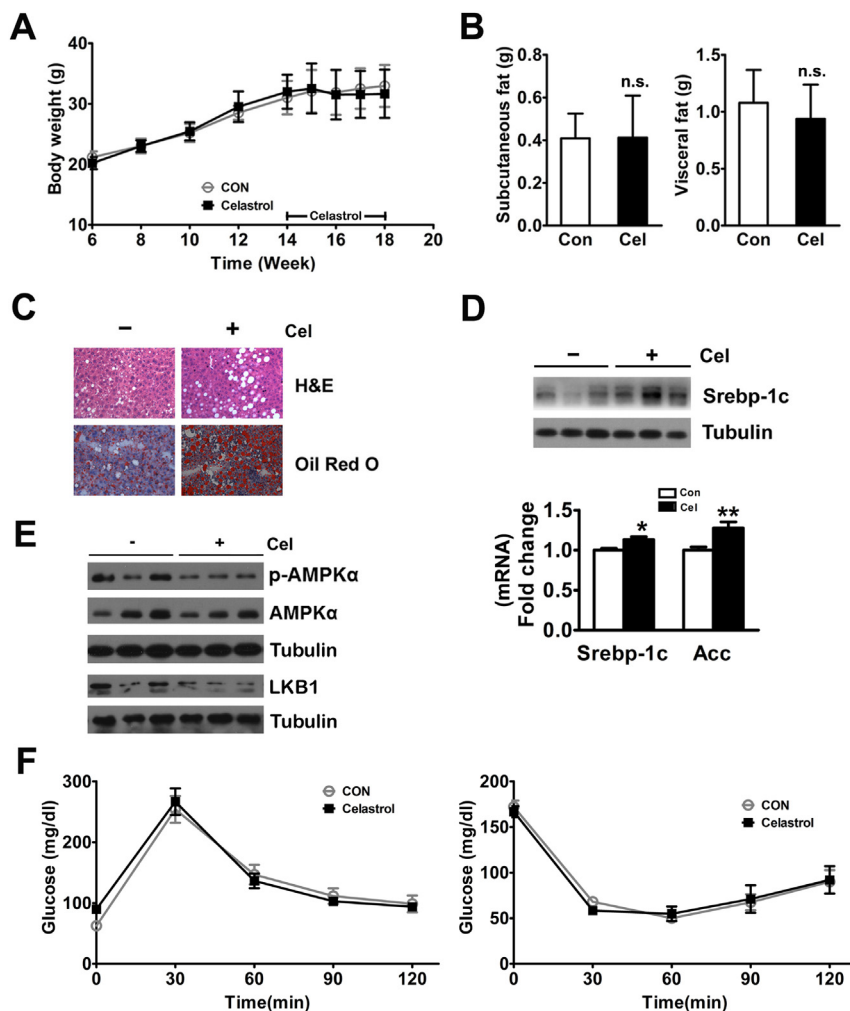 A
Body weight (g)
40
30
20
10
CON
Celastrol
Celastrol
6 8 10 12 14 16 18 20
Time (Week)
B
Subcutaneous fat (g)
0.8
0.6
0.4
0.2
0.0
n.s.
Con Cel
Visceral fat (g)
1.5
1.0
0.5
0.0
n.s.
Con Cel
C
− + Cel
H&E
Oil Red O
D
− + Cel
Srebp-1c
Tubulin
(mRNA)
Fold change
1.5
1.0
0.5
0.0
Con
Cel
* **
Srebp-1c Acc
E
- + Cel
p-AMPKα
AMPKα
Tubulin
LKB1
Tubulin
F
Glucose (mg/dl)
300
200
100
0
CON
Celastrol
0 30 60 90 120
Time(min)
Glucose (mg/dl)
200
150
100
50
0
CON
Celastrol
0 30 60 90 120
Time(min)